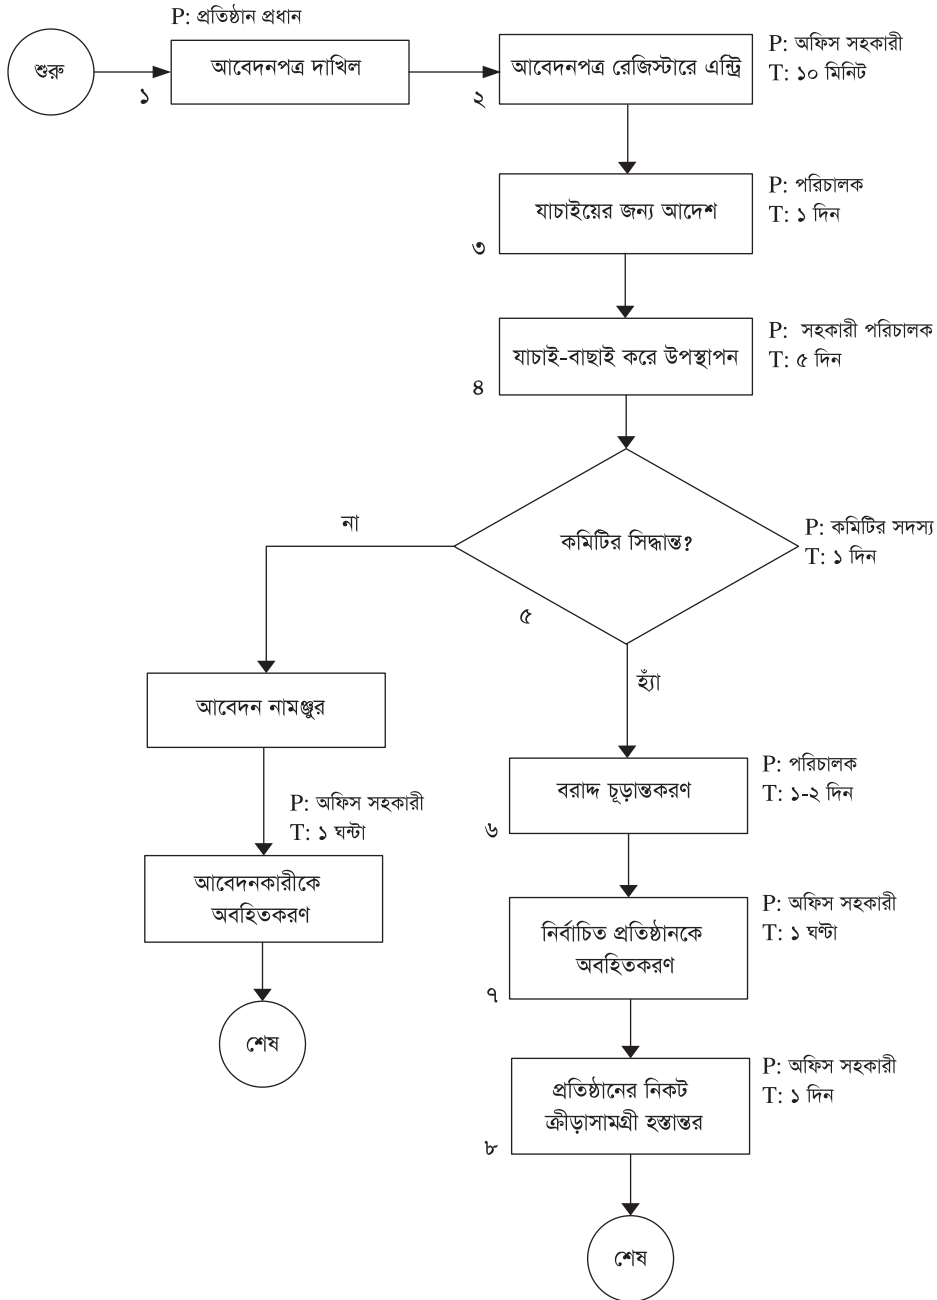 P: প্রতিষ্ঠান প্রধান
শুরু
১
আবেদনপত্র দাখিল
২
আবেদনপত্র রেজিস্টারে এন্ট্রি
P: অফিস সহকারী
T: ১০ মিনিট
৩
যাচাইয়ের জন্য আদেশ
P: পরিচালক
T: ১ দিন
৪
যাচাই-বাছাই করে উপস্থাপন
P: সহকারী পরিচালক
T: ৫ দিন
৫
কমিটির সিদ্ধান্ত?
P: কমিটির সদস্য
T: ১ দিন
না
আবেদন নামঞ্জুর
P: অফিস সহকারী
T: ১ ঘন্টা
আবেদনকারীকে
অবহিতকরণ
শেষ
হ্যাঁ
৬
বরাদ্দ চূড়ান্তকরণ
P: পরিচালক
T: ১-২ দিন
৭
নির্বাচিত প্রতিষ্ঠানকে
অবহিতকরণ
P: অফিস সহকারী
T: ১ ঘণ্টা
৮
প্রতিষ্ঠানের নিকট
ক্রীড়াসামগ্রী হস্তান্তর
P: অফিস সহকারী
T: ১ দিন
শেষ